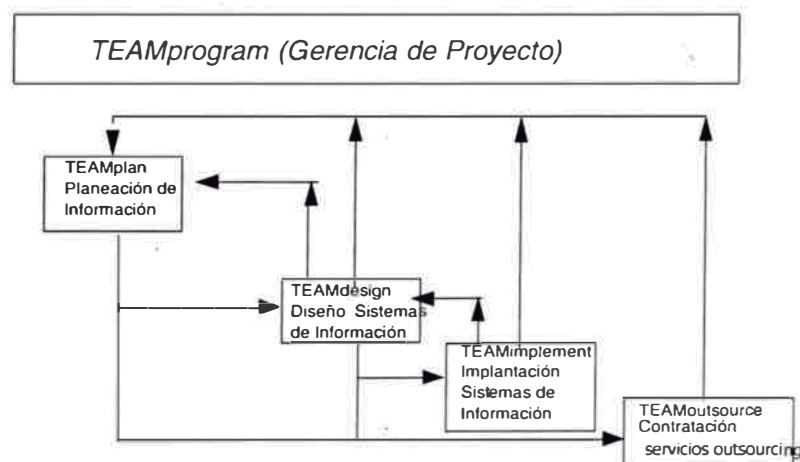 TEAMprogram (Gerencia de Proyecto)
TEAMplan
Planeación de
Información
TEAMdesign
Diseño Sistemas
de Información
TEAMimplement
Implantación
Sistemas de
Información
TEAMoutsource
Contratación
servicios outsourcing